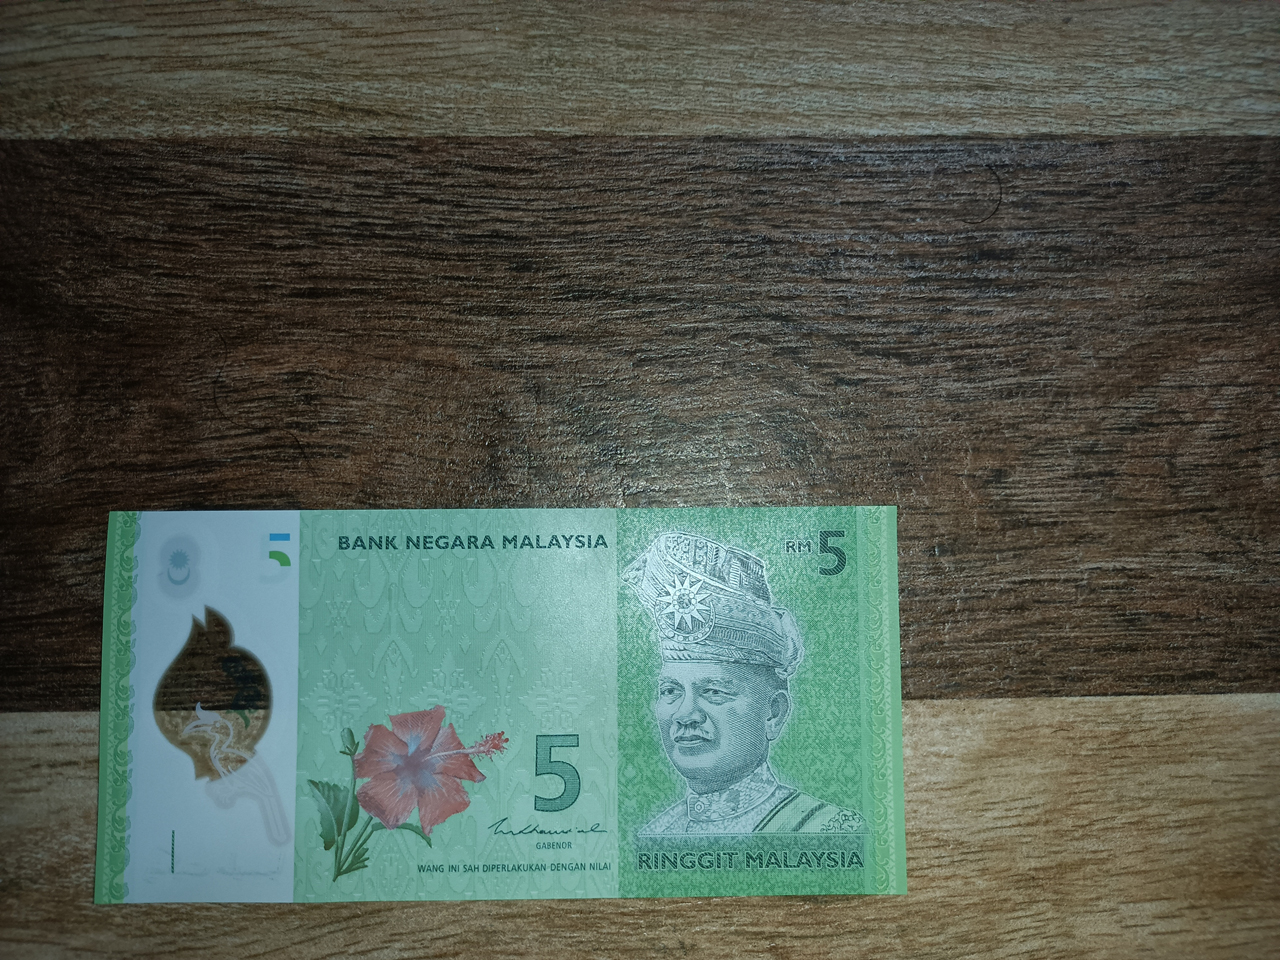 BANK NEGARA MALAYSIA
RM 5
5
GABENOR
WANG INI SAH DIPERLAKUKAN DENGAN NILAI
RINGGIT MALAYSIA